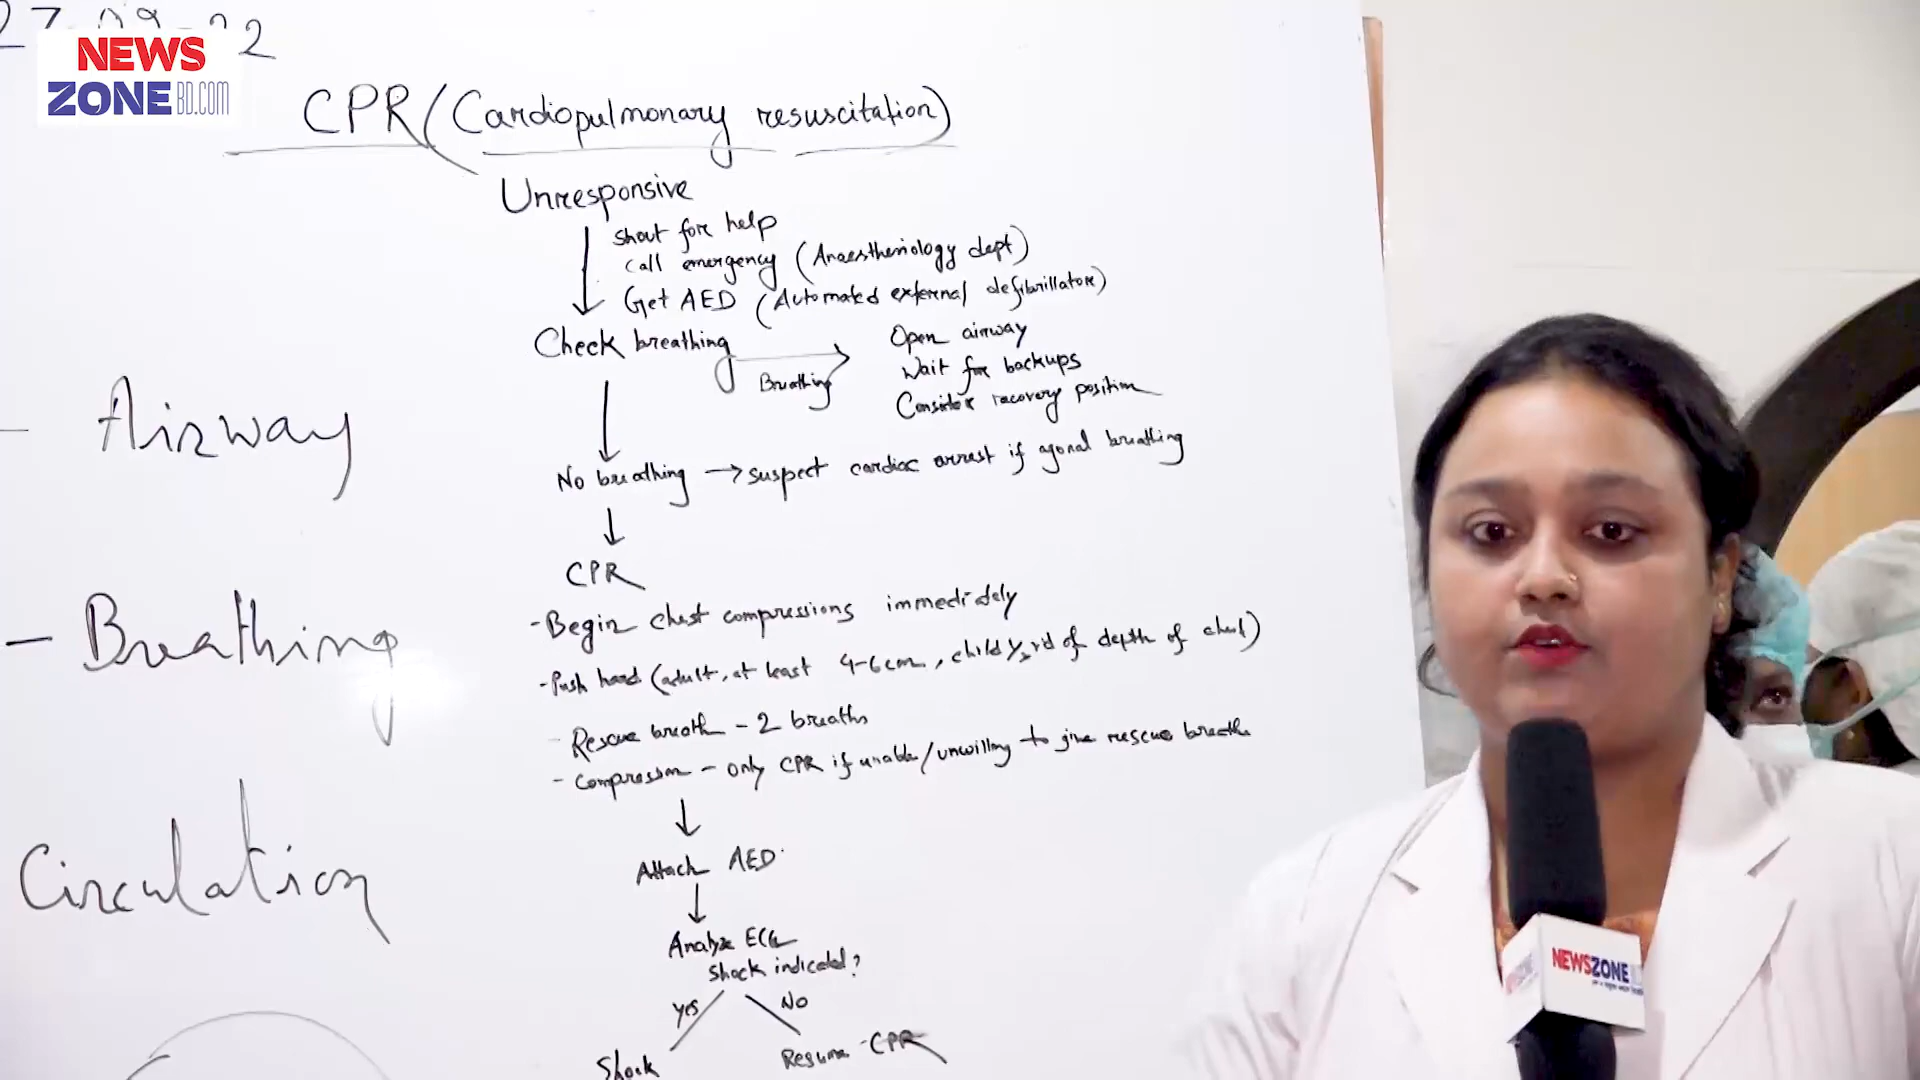 NEWS
ZONE BD.COM
CPR (Cardiopulmonary resuscitation)
Unresponsive
Shout for help
Call emergency (Anaesthesiology dept)
Get AED (Automated external defibrillator)
Check breathing
Breathing
Open airway
Wait for backups
Consider recovery position
No breathing → suspect cardiac arrest if agonal breathing
CPR
- Begin chest compressions immediately
- Push hard (adult, at least 4-6 cm, child 1/3rd of depth of chest)
- Rescue breath - 2 breaths
- Compression - only CPR if unable/unwilling to give rescue breath
Attach AED
Analyze ECG
Shock indicated?
Yes No
Shock Resume CPR
- Airway
- Breathing
Circulation
NEWSZONE